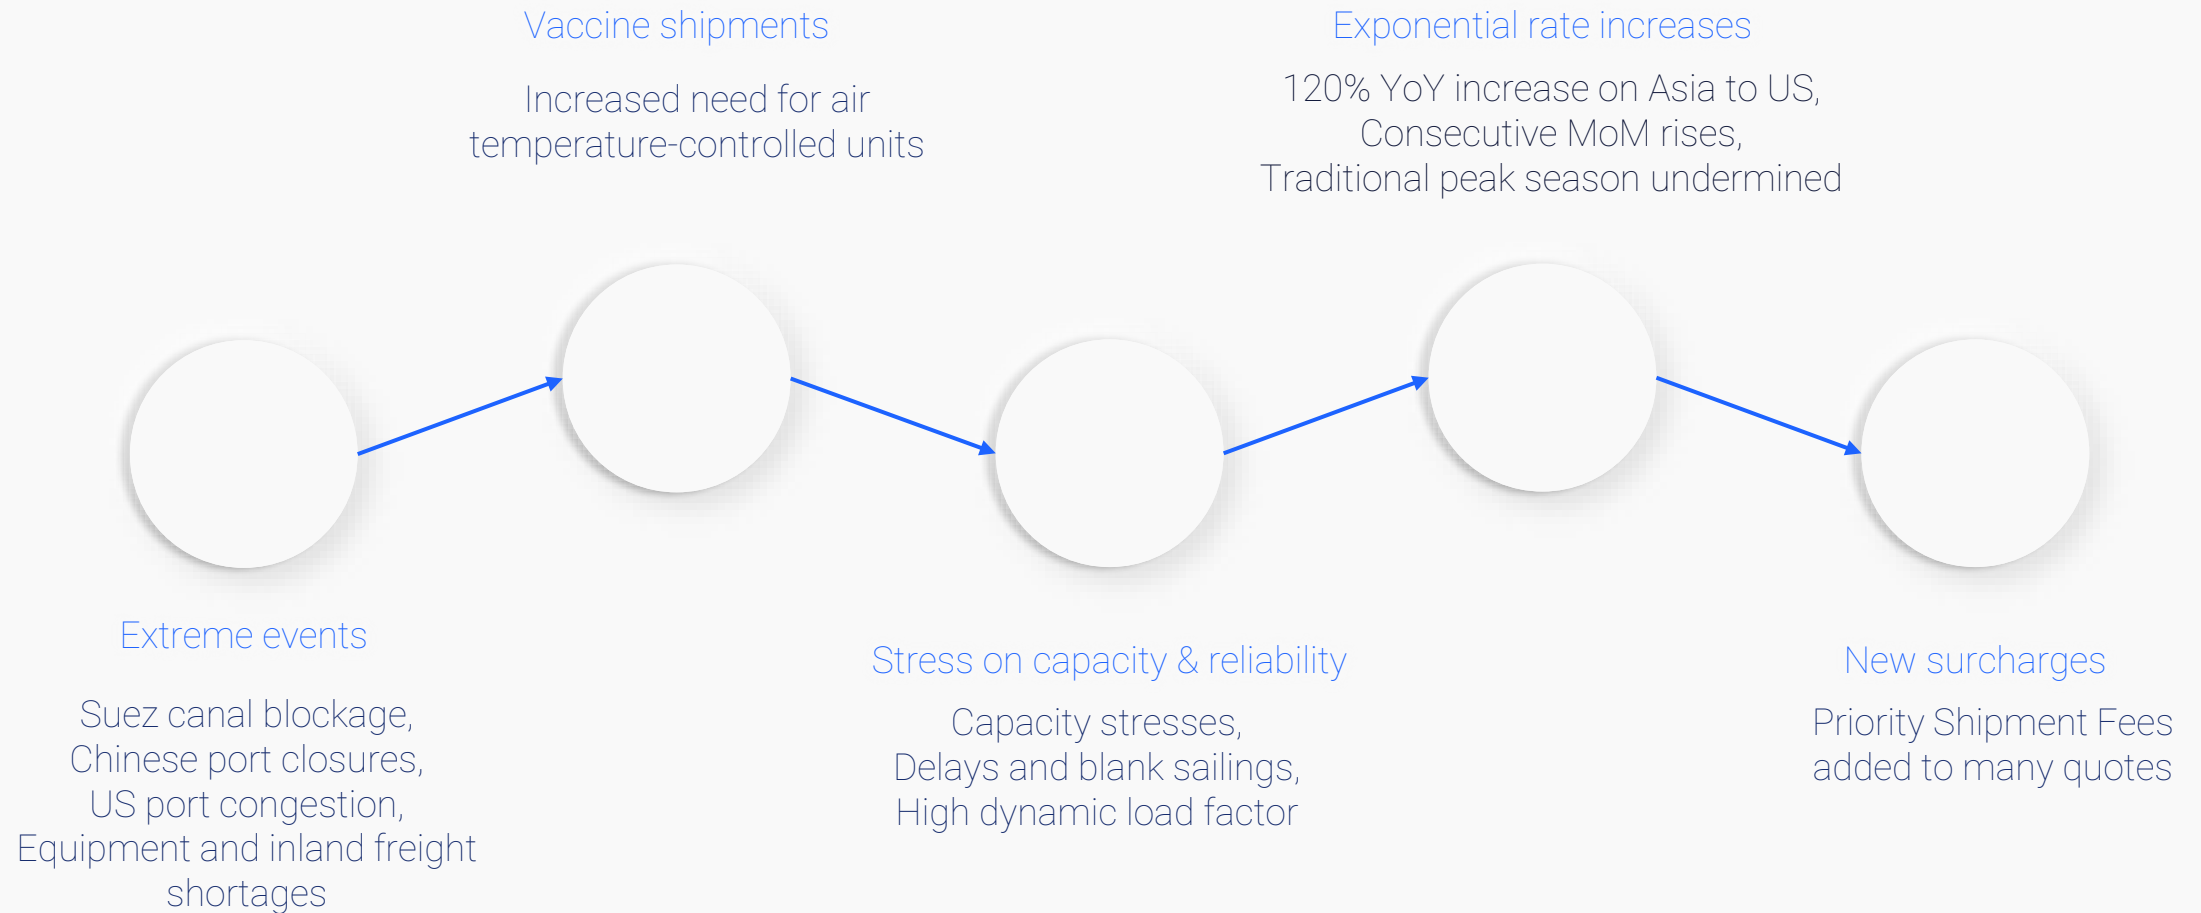 Extreme events
Suez canal blockage,
Chinese port closures,
US port congestion,
Equipment and inland freight
shortages
Vaccine shipments
Increased need for air
temperature-controlled units
Stress on capacity & reliability
Capacity stresses,
Delays and blank sailings,
High dynamic load factor
Exponential rate increases
120% YoY increase on Asia to US,
Consecutive MoM rises,
Traditional peak season undermined
New surcharges
Priority Shipment Fees
added to many quotes